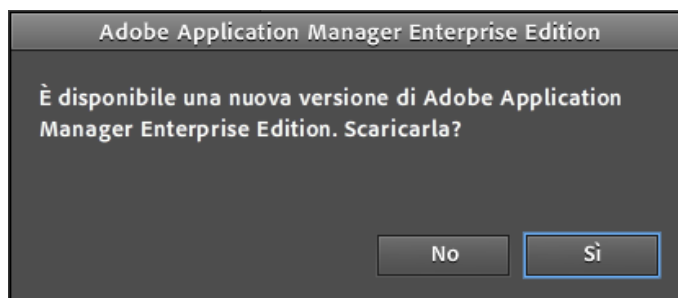 Adobe Application Manager Enterprise Edition
È disponibile una nuova versione di Adobe Application
Manager Enterprise Edition. Scaricarla?
No
Sì